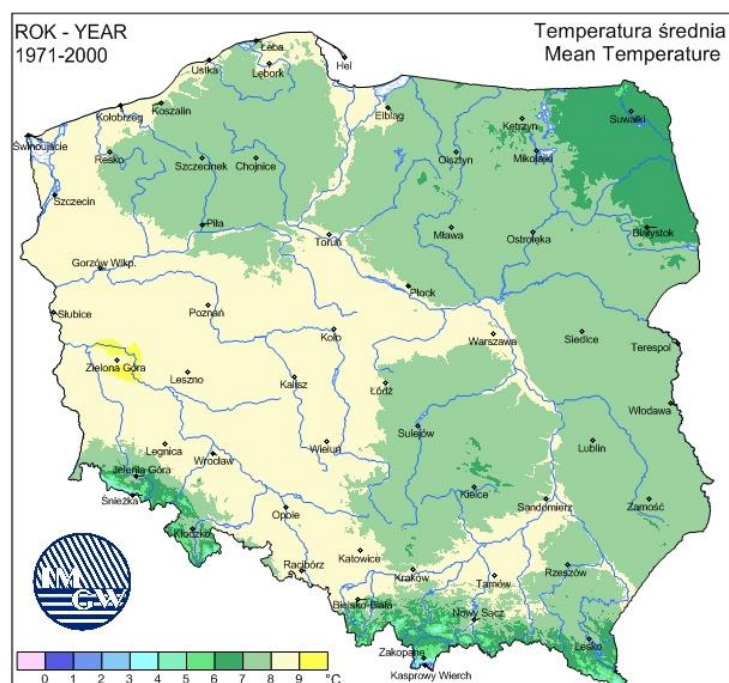 ROK - YEAR
1971-2000
Temperatura średnia
Mean Temperature
Łeba
Ustka
Lębork
Hel
Koszalin
Kołobrzeg
Elbląg
Kętrzyn
Suwałki
Świnoujście
Resko
Szczecinek
Chojnice
Olsztyn
Mikołajki
Szczecin
Piła
Toruń
Mława
Ostrołęka
Białystok
Gorzów Wlkp.
Płock
Słubice
Poznań
Koło
Warszawa
Siedlce
Terespol
Zielona Góra
Leszno
Kalisz
Łódź
Włodawa
Sulejów
Legnica
Wrocław
Wieluń
Lublin
Jelenia Góra
Śnieżka
Kielce
Sandomierz
Zamość
Opole
Kłodzko
Racibórz
Katowice
Kraków
Tarnów
Rzeszów
Bielsko-Biała
Nowy Sącz
Lesko
Zakopane
Kasprowy Wierch
IM
GW
0 1 2 3 4 5 6 7 8 9 °C